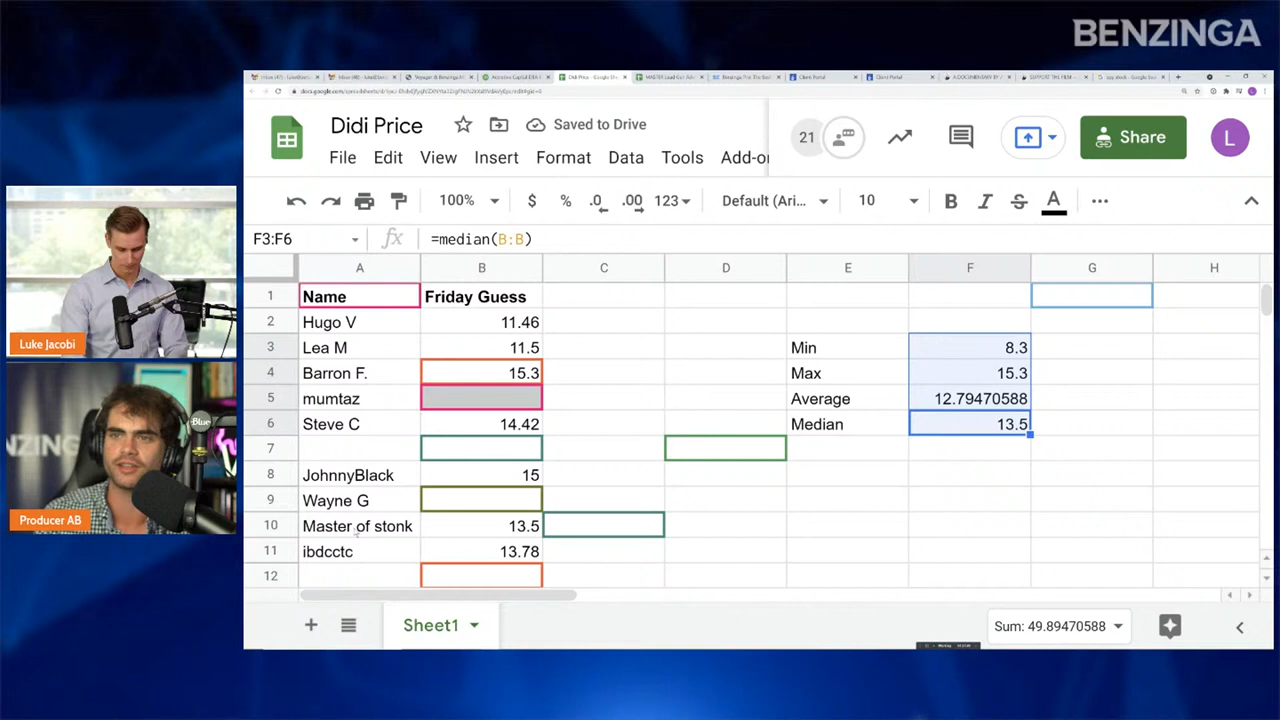 BENZINGA
Didi Price
Saved to Drive
21
Share
L
File Edit View Insert Format Data Tools Add-o
100% $ % .0 .00 123 Default (Ari... 10 B I S A
F3:F6 fx =median(B:B)
A B C D E F G H
1 Name Friday Guess
2 Hugo V 11.46
3 Lea M 11.5 Min 8.3
4 Barron F. 15.3 Max 15.3
5 mumtaz Average 12.79470588
6 Steve C 14.42 Median 13.5
7
8 JohnnyBlack 15
9 Wayne G
10 Master of stonk 13.5
11 ibdcctc 13.78
12
Sheet1 Sum: 49.89470588
Luke Jacobi
Blue
Producer AB
BENZINGA